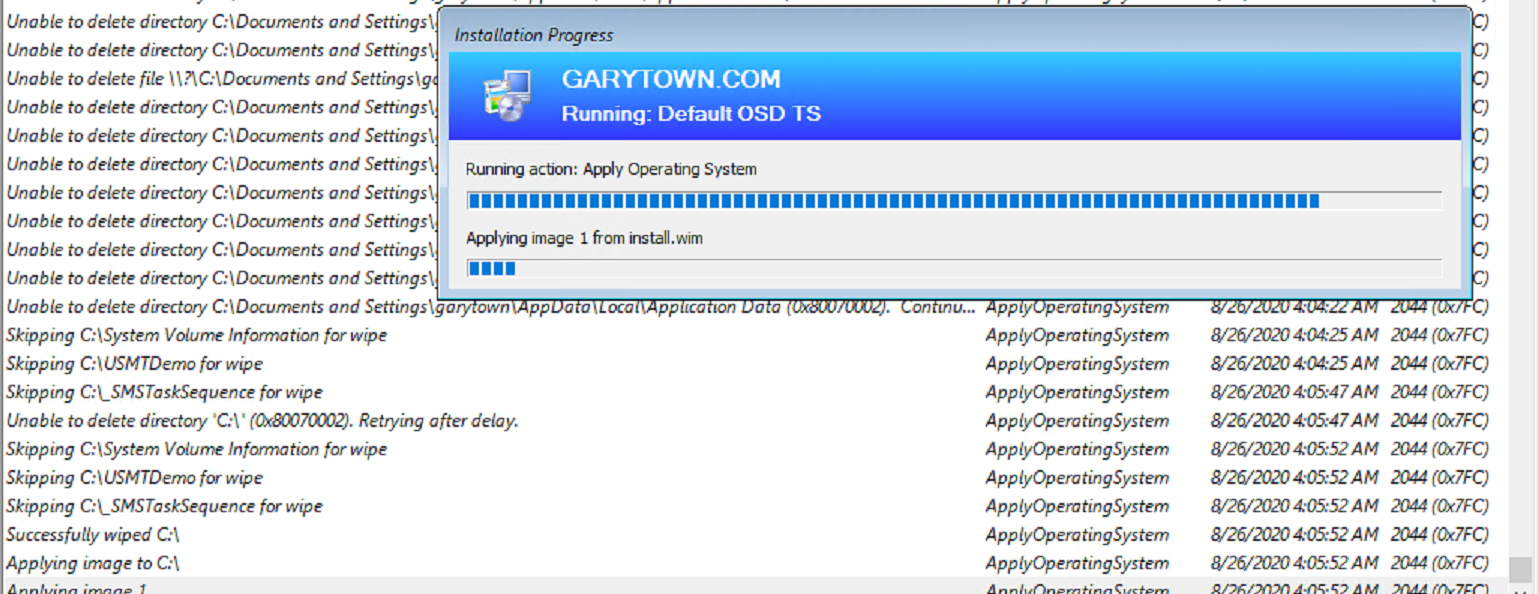 Unable to delete directory C:\Documents and Settings\
C)
Installation Progress
Unable to delete directory C:\Documents and Settings\
C)
GARYTOWN.COM
Unable to delete file \\?\C:\Documents and Settings\
C)
Running: Default OSD TS
Unable to delete directory C:\Documents and Settings\
C)
Unable to delete directory C:\Documents and Settings\
C)
Running action: Apply Operating System
Unable to delete directory C:\Documents and Settings\
C)
Unable to delete directory C:\Documents and Settings\
C)
Unable to delete directory C:\Documents and Settings\
C)
Applying image 1 from install.wim
Unable to delete directory C:\Documents and Settings\
C)
Unable to delete directory C:\Documents and Settings\
C)
Unable to delete directory C:\Documents and Settings\garytown\AppData\Local\Application Data (0x80070002). Continu... ApplyOperatingSystem 8/26/2020 4:04:22 AM 2044 (0x7FC)
Skipping C:\System Volume Information for wipe ApplyOperatingSystem 8/26/2020 4:04:25 AM 2044 (0x7FC)
Skipping C:\USMTDemo for wipe ApplyOperatingSystem 8/26/2020 4:04:25 AM 2044 (0x7FC)
Skipping C:\_SMSTaskSequence for wipe ApplyOperatingSystem 8/26/2020 4:05:47 AM 2044 (0x7FC)
Unable to delete directory 'C:\' (0x80070002). Retrying after delay. ApplyOperatingSystem 8/26/2020 4:05:47 AM 2044 (0x7FC)
Skipping C:\System Volume Information for wipe ApplyOperatingSystem 8/26/2020 4:05:52 AM 2044 (0x7FC)
Skipping C:\USMTDemo for wipe ApplyOperatingSystem 8/26/2020 4:05:52 AM 2044 (0x7FC)
Skipping C:\_SMSTaskSequence for wipe ApplyOperatingSystem 8/26/2020 4:05:52 AM 2044 (0x7FC)
Successfully wiped C:\ ApplyOperatingSystem 8/26/2020 4:05:52 AM 2044 (0x7FC)
Applying image to C:\ ApplyOperatingSystem 8/26/2020 4:05:52 AM 2044 (0x7FC)
Applying image 1 ApplyOperatingSystem 8/26/2020 4:05:52 AM 2044 (0x7FC)